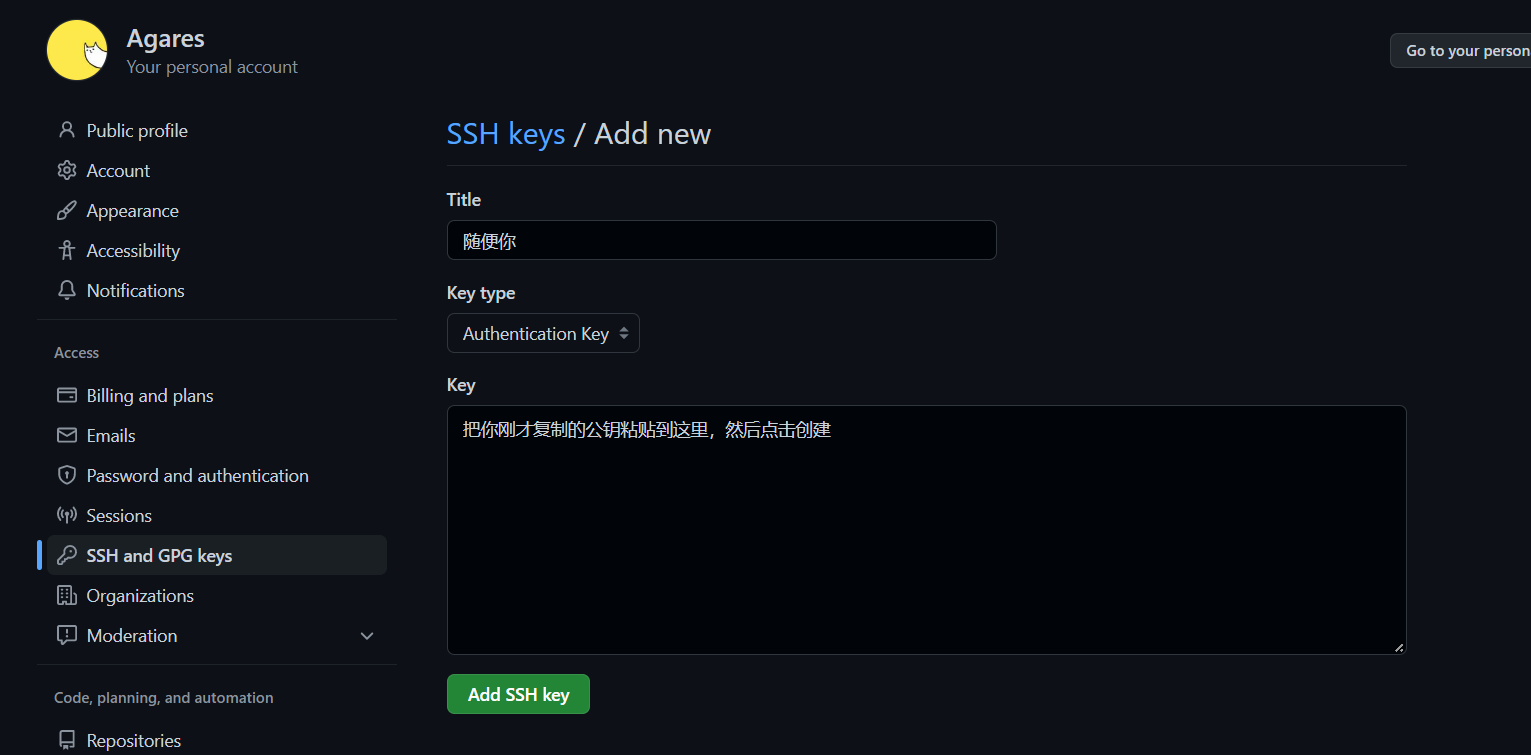 Agares
Your personal account
Go to your person
Public profile
Account
Appearance
Accessibility
Notifications
Access
Billing and plans
Emails
Password and authentication
Sessions
SSH and GPG keys
Organizations
Moderation
Code, planning, and automation
Repositories
SSH keys / Add new
Title
随便你
Key type
Authentication Key
Key
把你刚才复制的公钥粘贴到这里，然后点击创建
Add SSH key